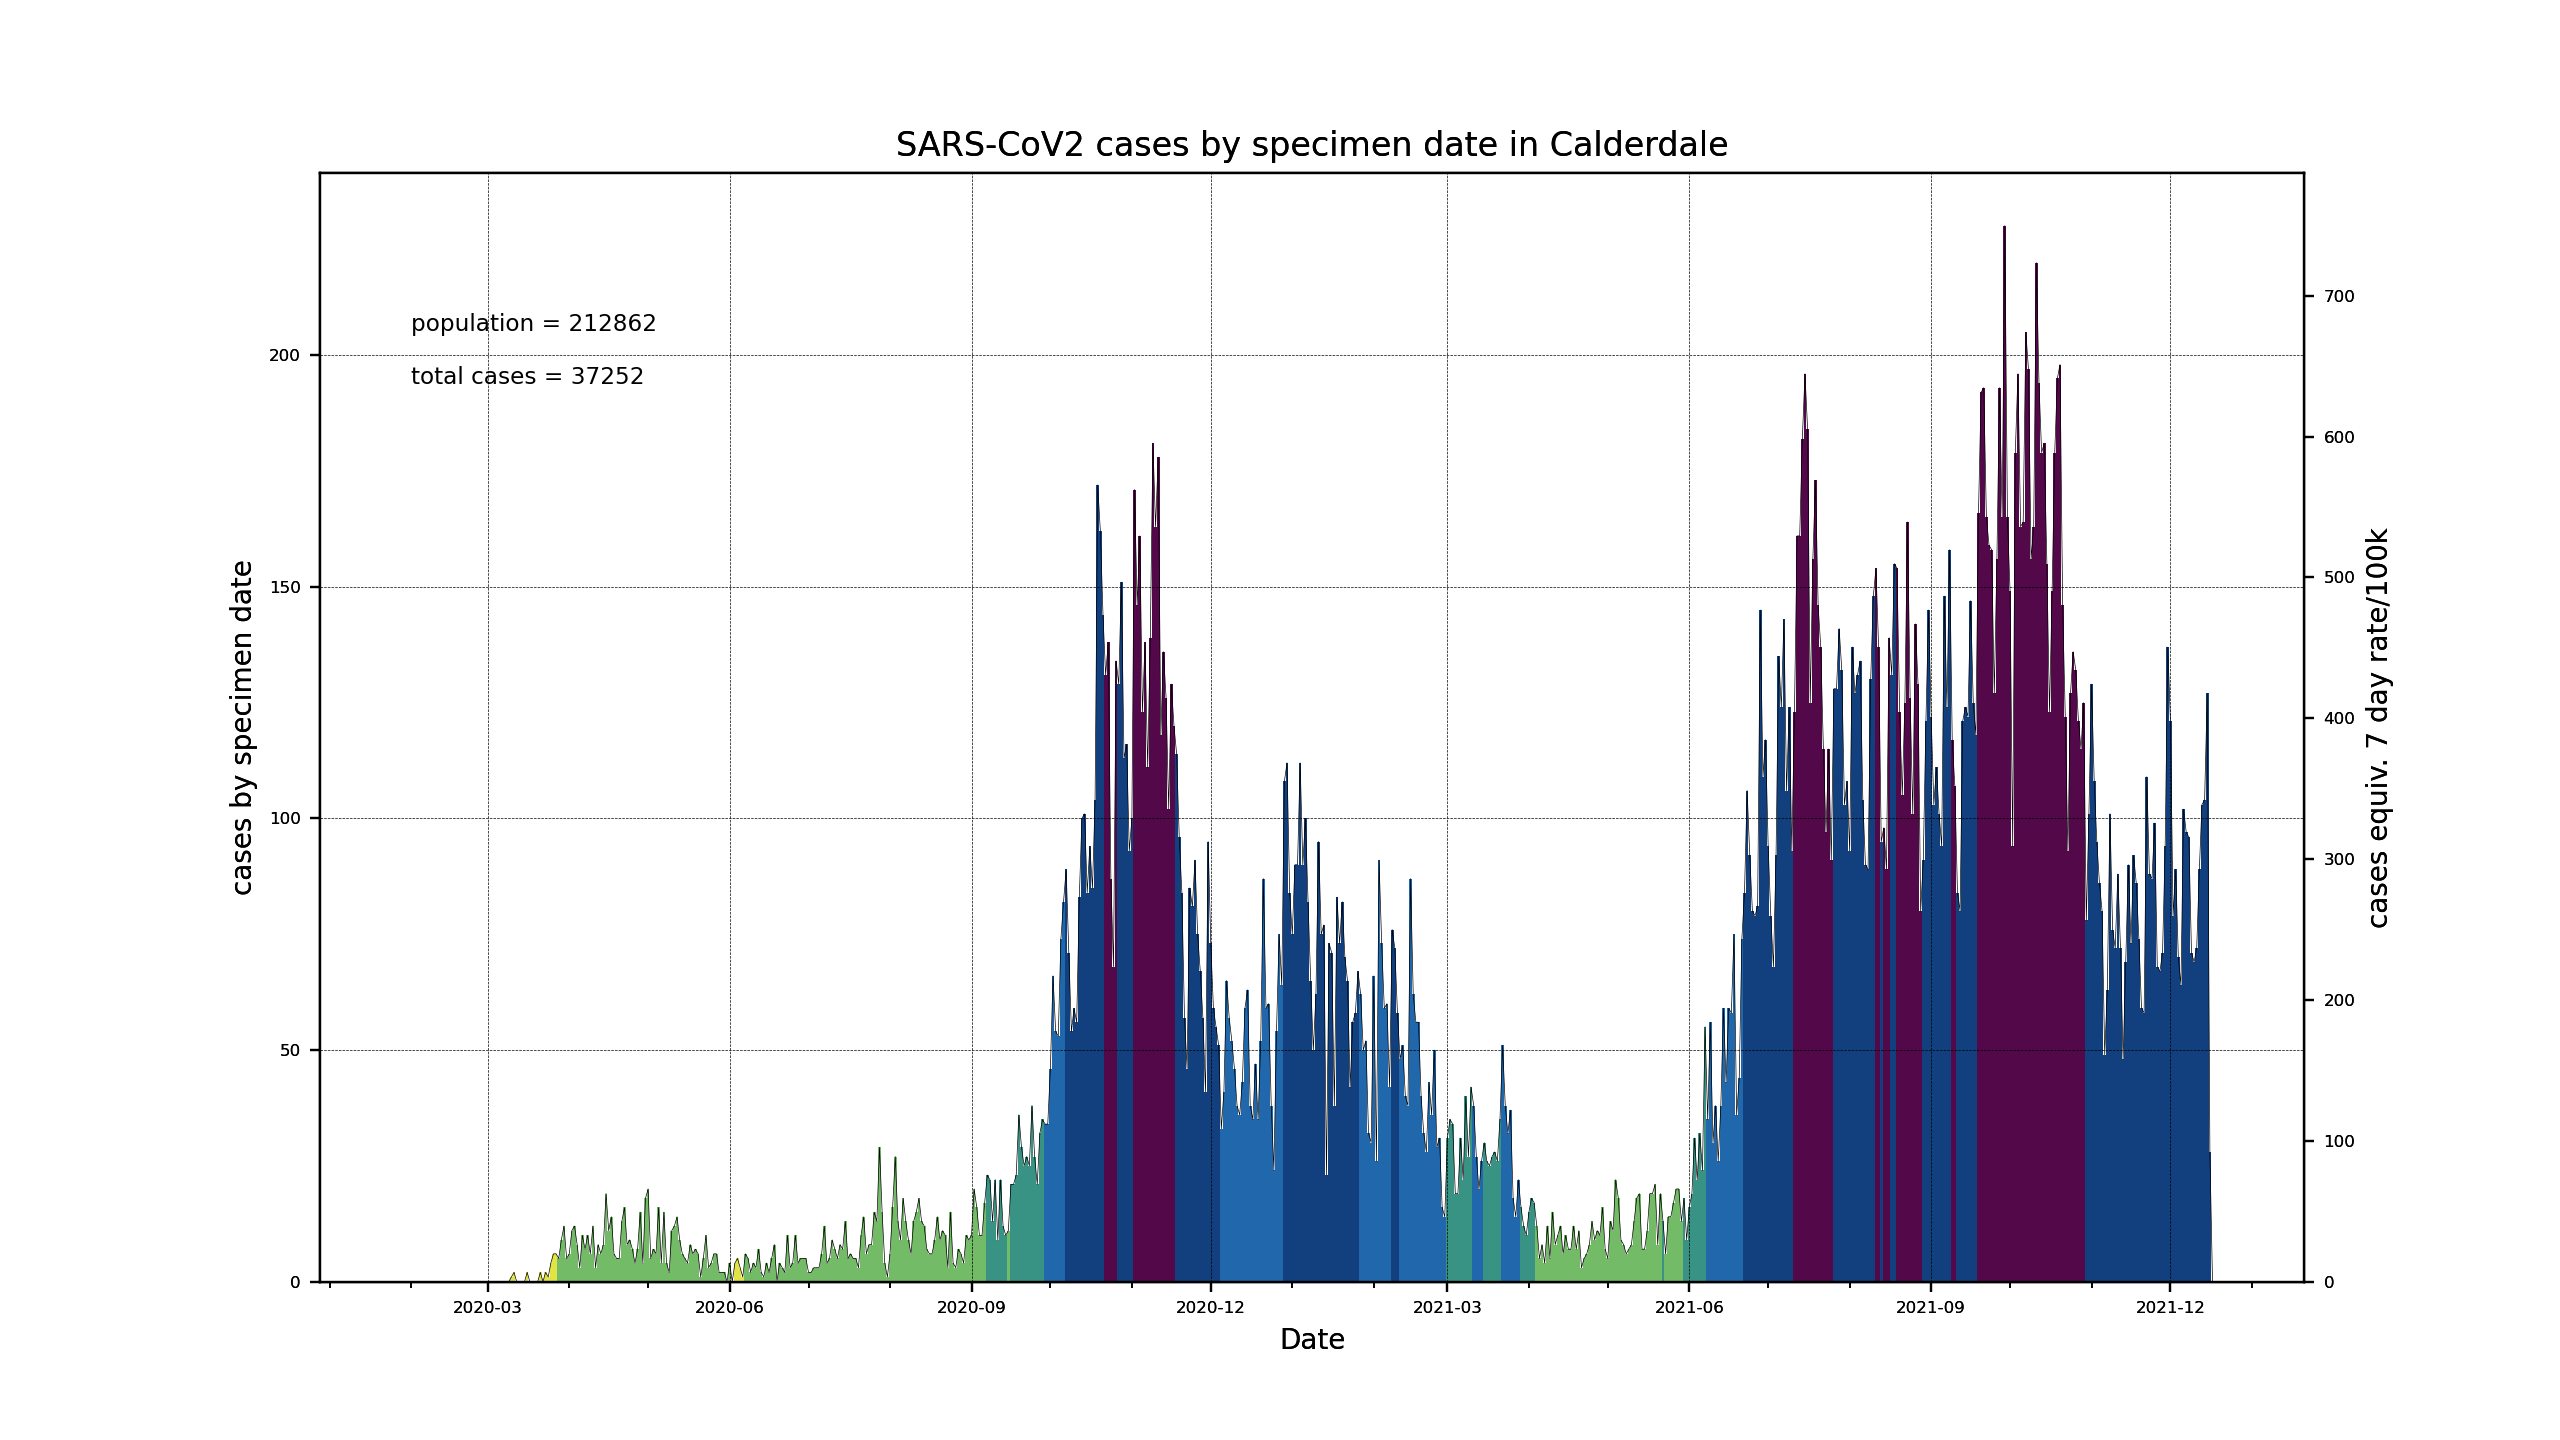 SARS-CoV2 cases by specimen date in Calderdale
population = 212862
total cases = 37252
cases by specimen date
200
150
100
50
0
700
600
500
400
300
200
100
0
cases equiv. 7 day rate/100k
2020-03 2020-06 2020-09 2020-12 2021-03 2021-06 2021-09 2021-12
Date